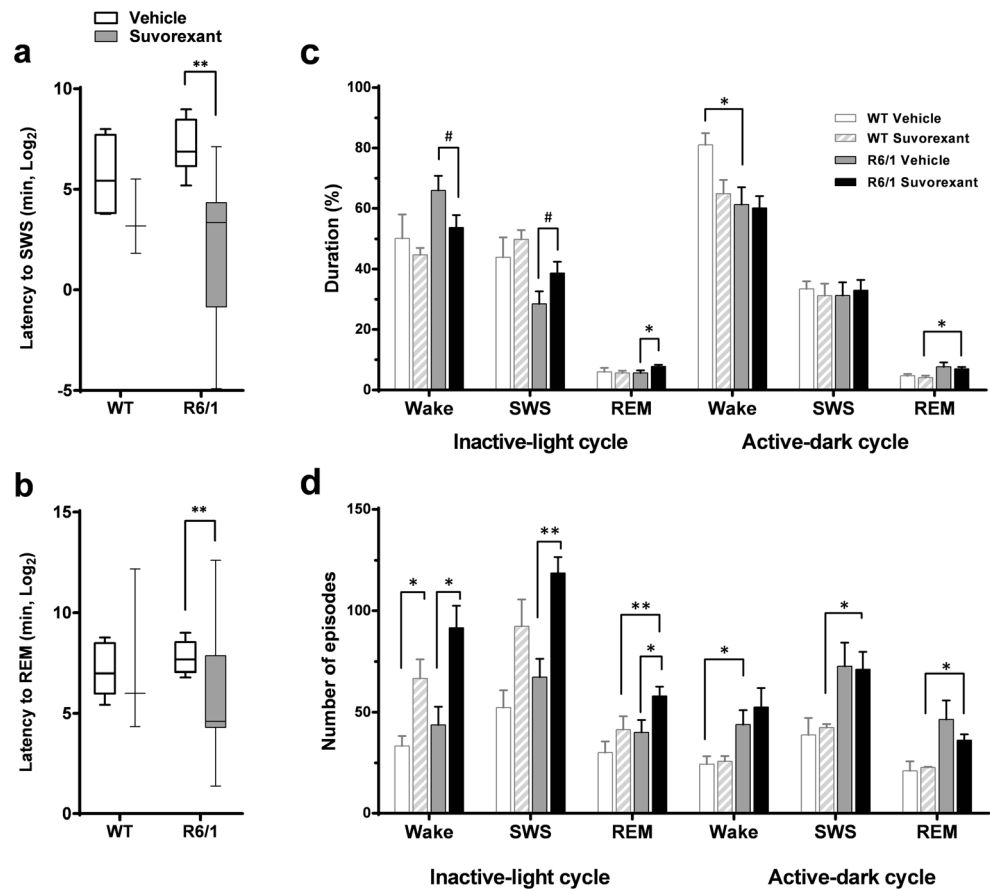 Vehicle
Suvorexant
a
**
Latency to SWS (min, Log2)
10
5
0
-5
WT
R6/1
c
Duration (%)
100
80
60
40
20
0
#
#
*
*
*
WT Vehicle
WT Suvorexant
R6/1 Vehicle
R6/1 Suvorexant
Wake
SWS
REM
Wake
SWS
REM
Inactive-light cycle
Active-dark cycle
b
**
Latency to REM (min, Log2)
15
10
5
0
WT
R6/1
d
Number of episodes
150
100
50
0
*
*
**
**
*
*
*
*
Wake
SWS
REM
Wake
SWS
REM
Inactive-light cycle
Active-dark cycle